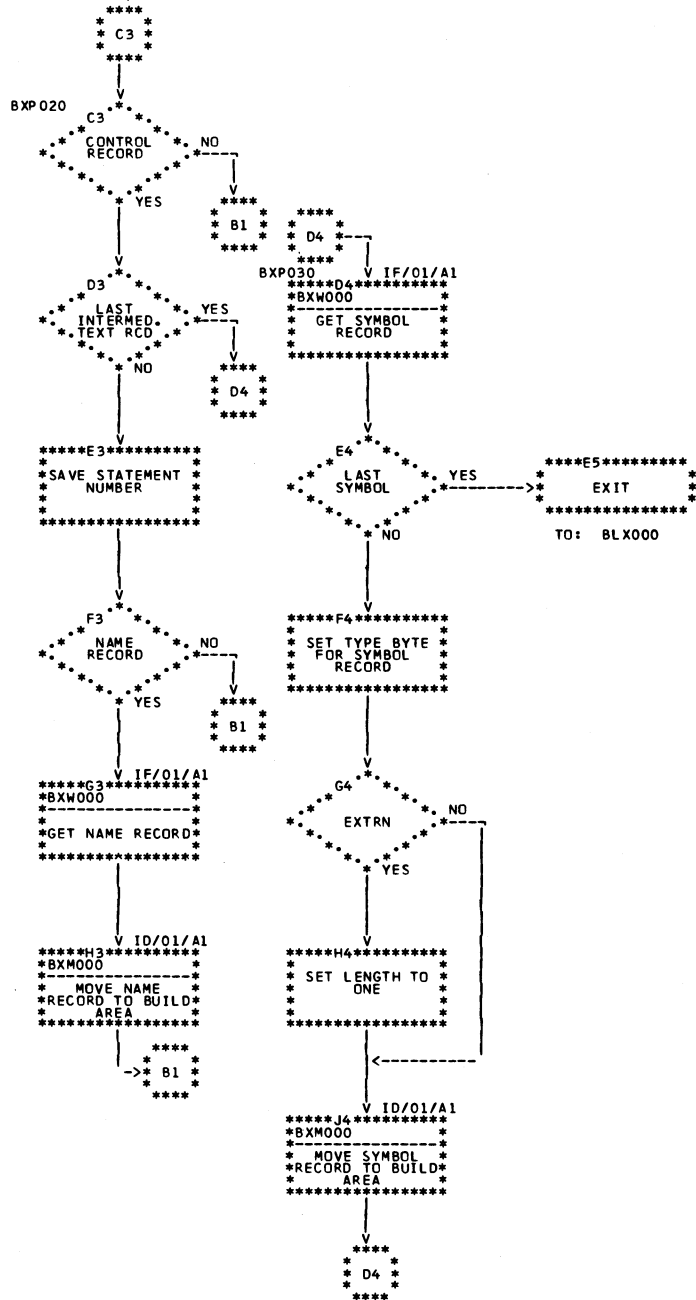 C3
BXP020
C3
CONTROL
RECORD
NO
YES
B1
D3
LAST
INTERMED.
TEXT RCD
YES
NO
D4
E3
SAVE STATEMENT
NUMBER
F3
NAME
RECORD
NO
YES
B1
IF/01/A1
G3
BXW000
GET NAME RECORD
ID/01/A1
H3
BXM000
MOVE NAME
RECORD TO BUILD
AREA
B1
D4
BXP030
IF/01/A1
D4
BXW000
GET SYMBOL
RECORD
E4
LAST
SYMBOL
YES
NO
E5
EXIT
TO: BLX000
F4
SET TYPE BYTE
FOR SYMBOL
RECORD
G4
EXTRN
NO
YES
H4
SET LENGTH TO
ONE
ID/01/A1
J4
BXM000
MOVE SYMBOL
RECORD TO BUILD
AREA
D4